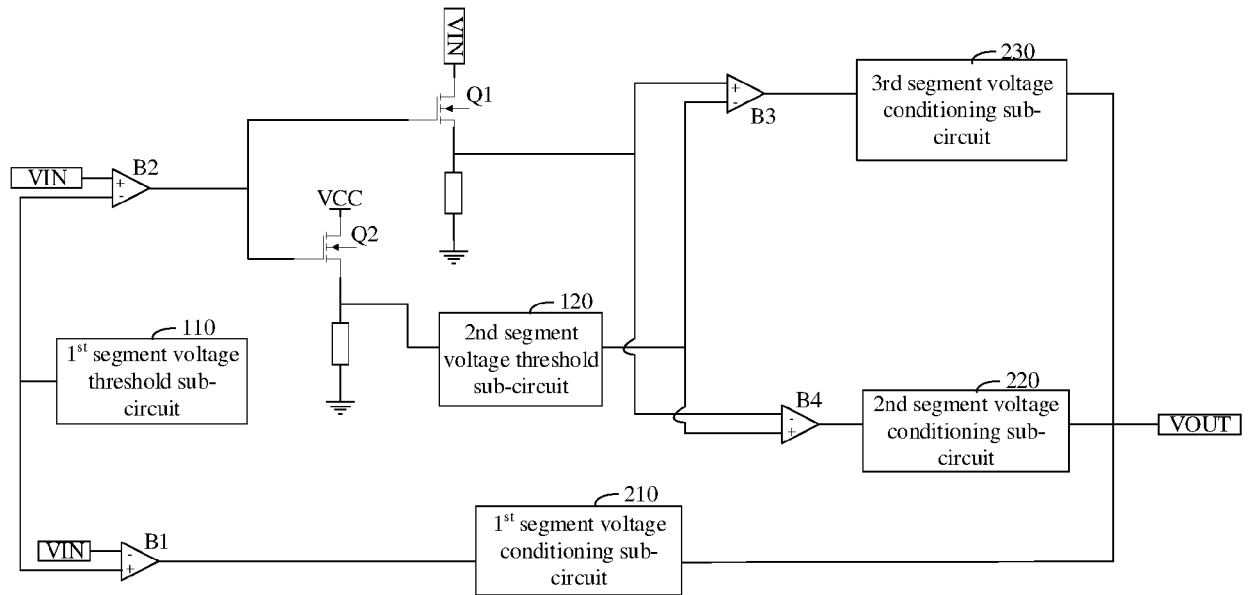 VIN
230
3rd segment voltage
conditioning sub-
circuit
+
-
B3
Q1
B2
VIN
+
-
VCC
Q2
110
1st segment voltage
threshold sub-
circuit
120
2nd segment
voltage threshold
sub-circuit
B4
-
+
220
2nd segment voltage
conditioning sub-
circuit
VOUT
210
1st segment voltage
conditioning sub-
circuit
VIN
-
+
B1